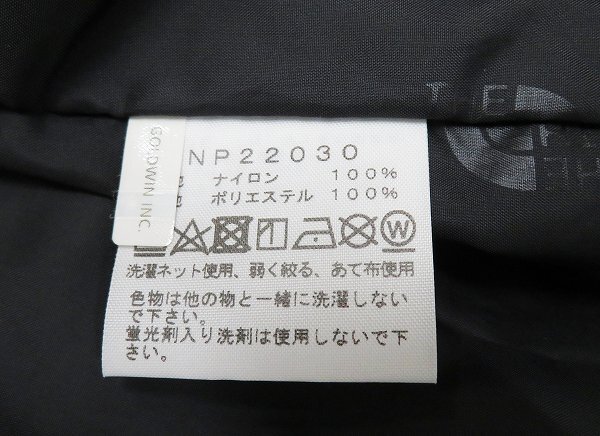 GOLDWIN INC.
NP22030
地 ナイロン 100%
地 ポリエステル 100%
W
洗濯ネット使用、弱く絞る、あて布使用
色物は他の物と一緒に洗濯しない
で下さい。
蛍光剤入り洗剤は使用しないで下
さい。
THE